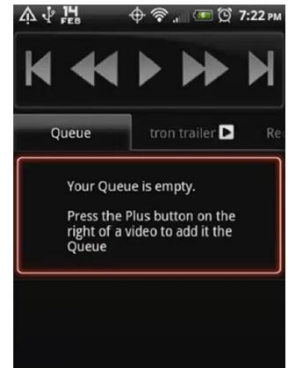 14 FEB 7:22 PM
Queue tron trailer Re
Your Queue is empty.
Press the Plus button on the
right of a video to add it the
Queue